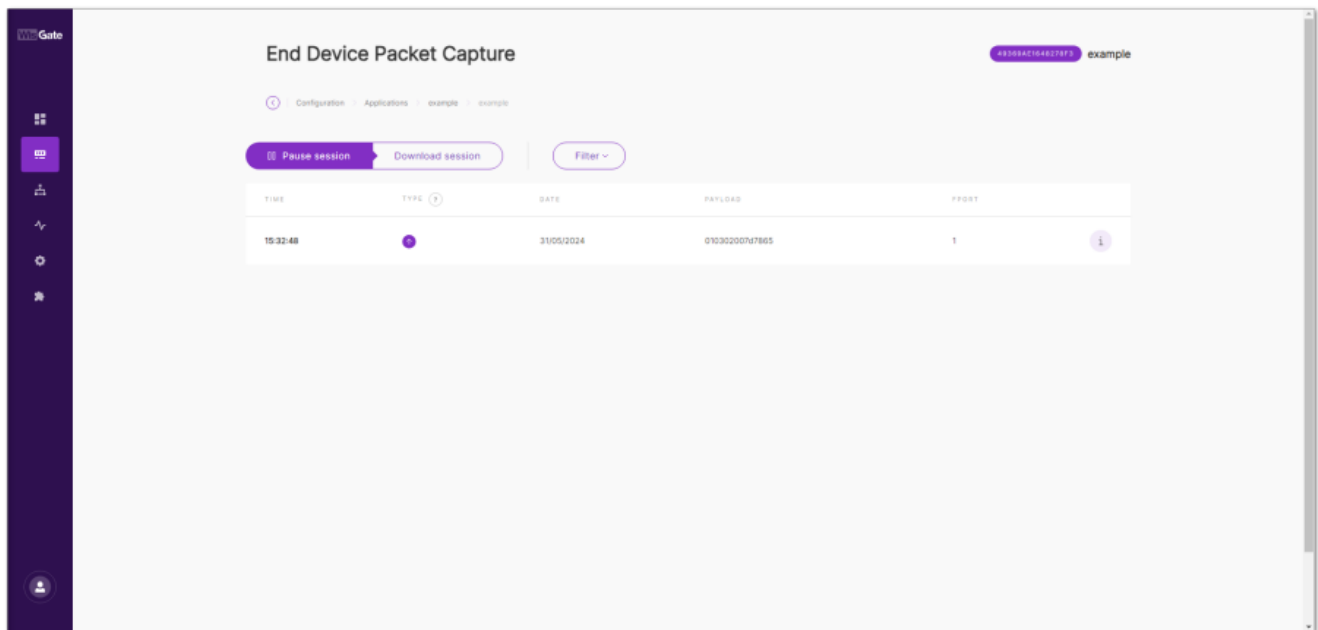 Gate
End Device Packet Capture
example
Configuration / Applications / example / example
Pause session
Download session
Filter
TIME TYPE ? DATE PAYLOAD FPORT
15:32:48 31/05/2024 010302007d7865 1 i